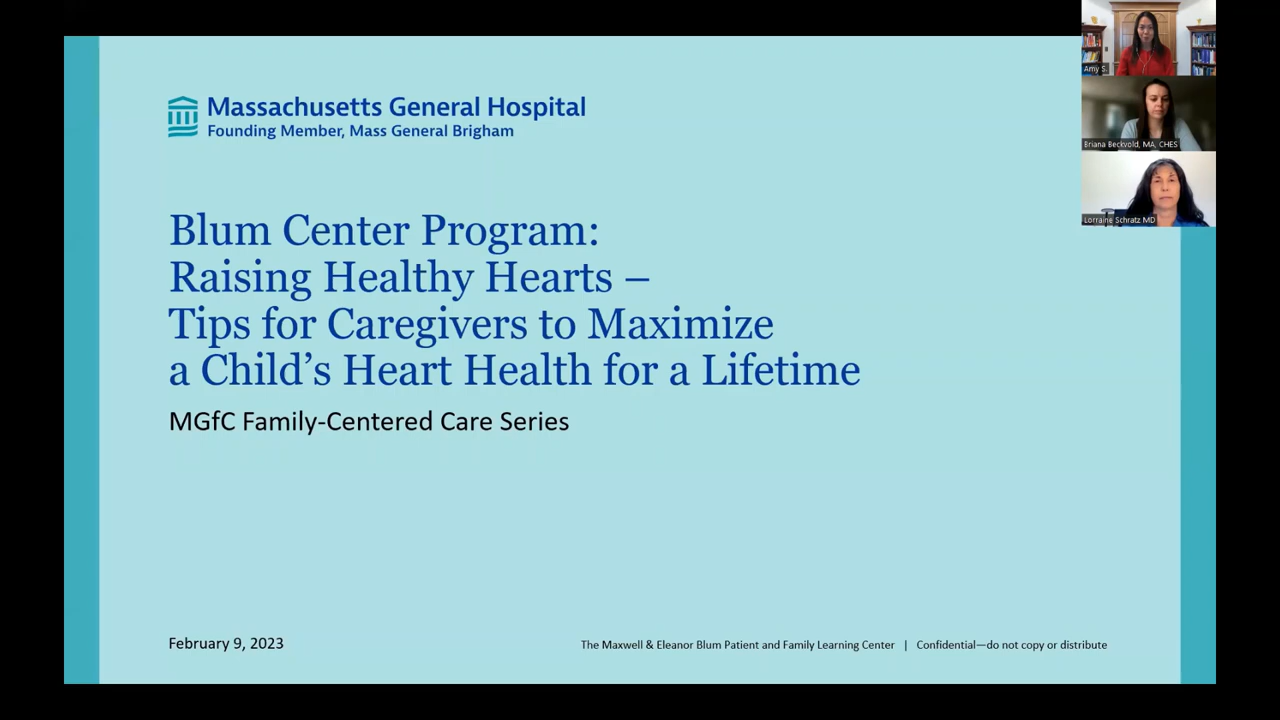 Massachusetts General Hospital
Founding Member, Mass General Brigham
Blum Center Program:
Raising Healthy Hearts –
Tips for Caregivers to Maximize
a Child’s Heart Health for a Lifetime
MGfC Family-Centered Care Series
February 9, 2023
The Maxwell & Eleanor Blum Patient and Family Learning Center | Confidential—do not copy or distribute
Amy S.
Briana Beckvold, MA, CHES
Lorraine Schratz MD